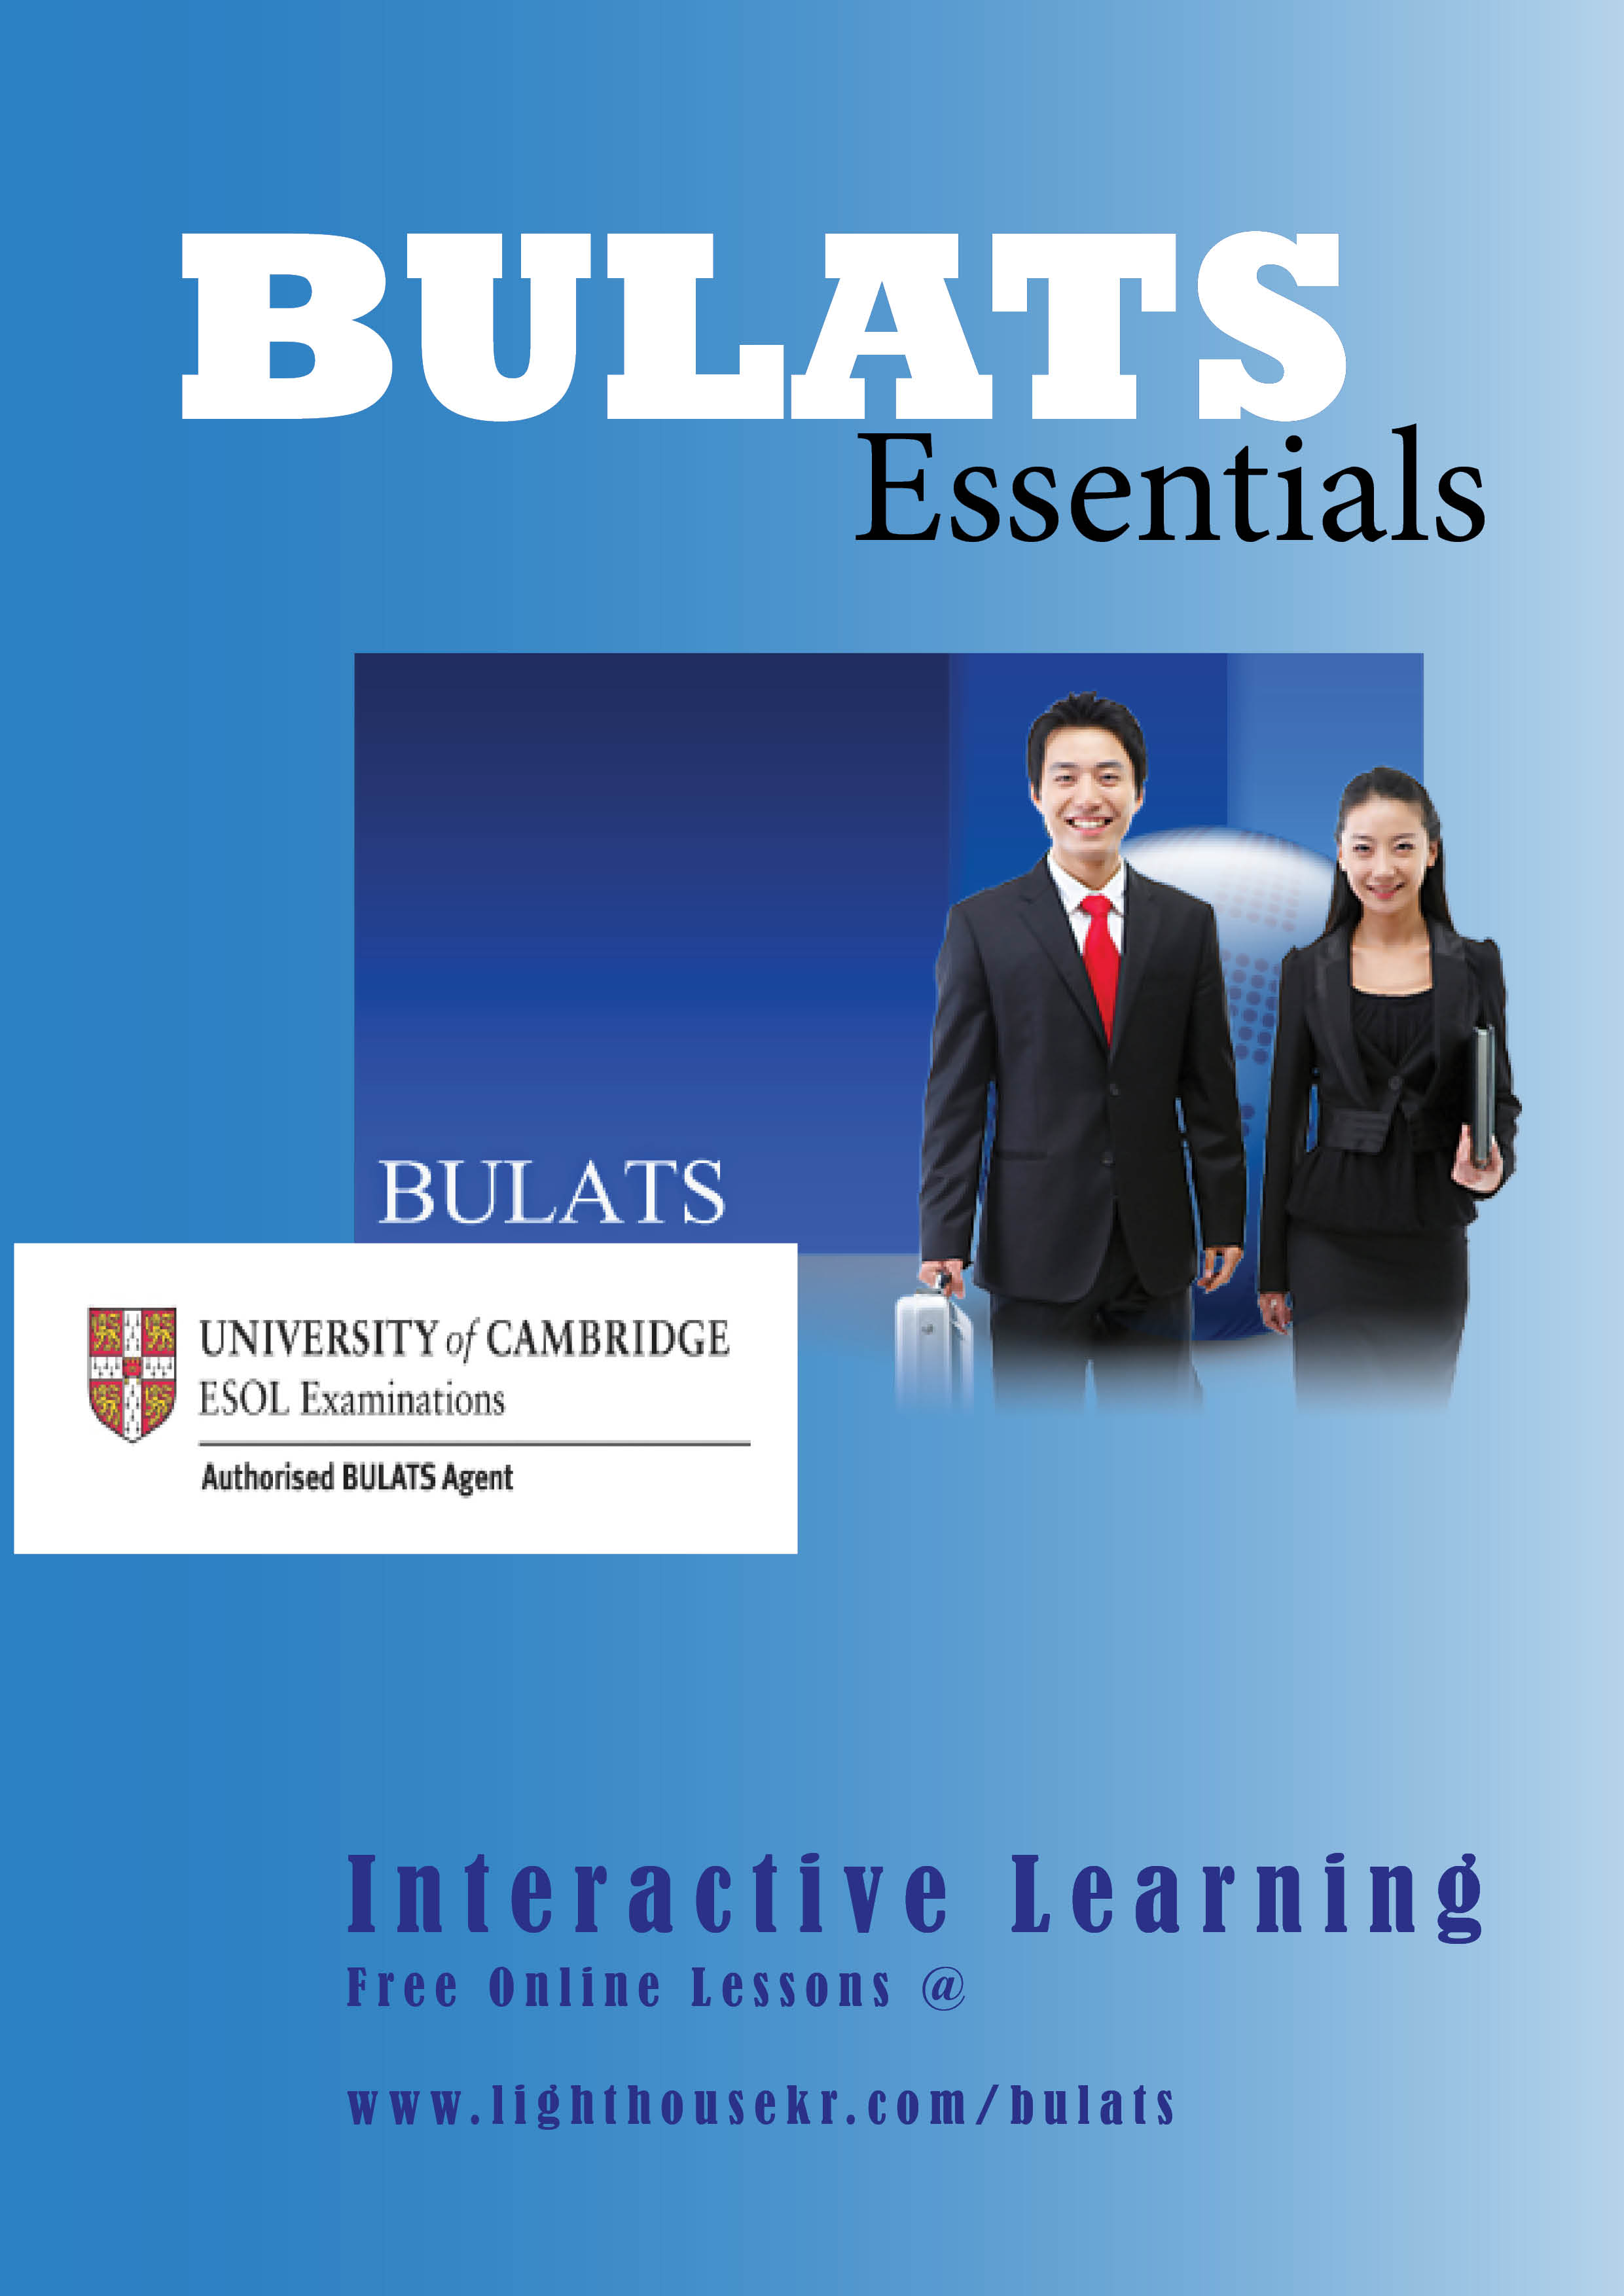 BULATS
Essentials
BULATS
UNIVERSITY of CAMBRIDGE
ESOL Examinations
Authorised BULATS Agent
Interactive Learning
Free Online Lessons @
www.lighthousekr.com/bulats